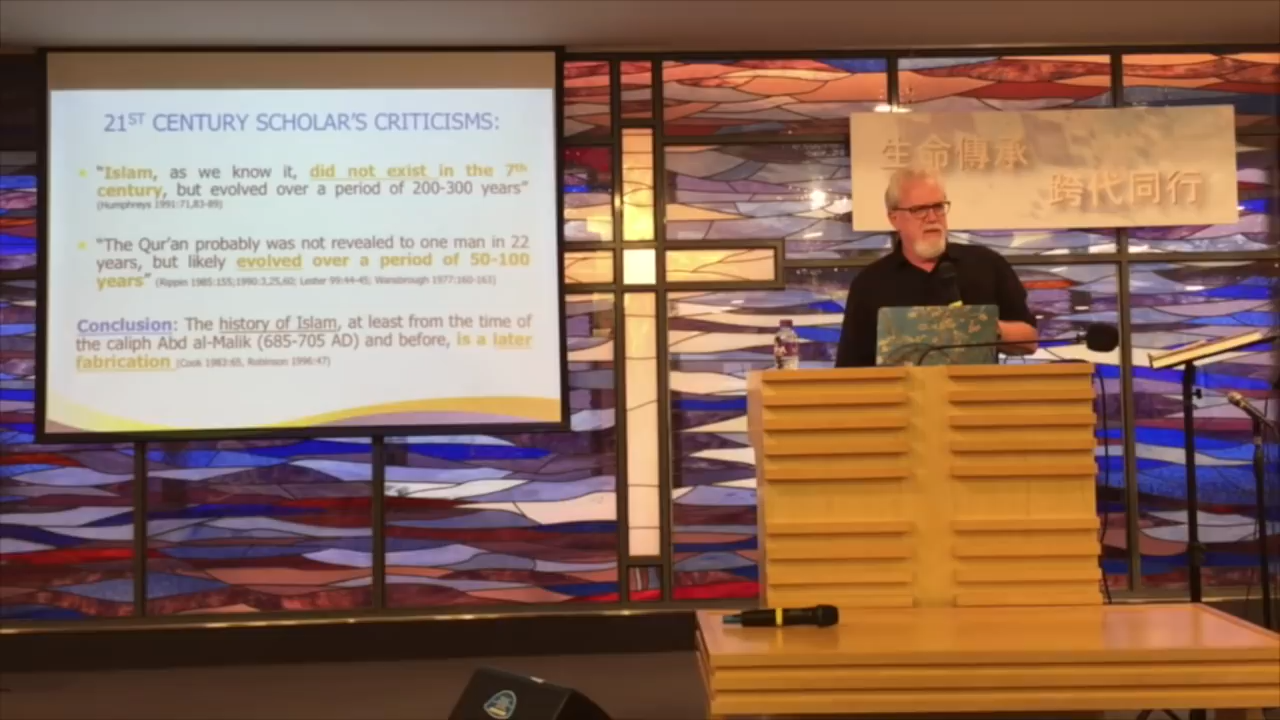 21ST CENTURY SCHOLAR'S CRITICISMS:
"Islam, as we know it, did not exist in the 7th
century, but evolved over a period of 200-300 years"
(Humphreys 1991:71,83-89)
"The Qur'an probably was not revealed to one man in 22
years, but likely evolved over a period of 50-100
years" (Rippin 1985:155;1990:3,25,60; Lester 99:44-45; Wansbrough 1977:160-163)
Conclusion: The history of Islam, at least from the time of
the caliph Abd al-Malik (685-705 AD) and before, is a later
fabrication (Cook 1983:65, Robinson 1996:47)
生命傳承
跨代同行